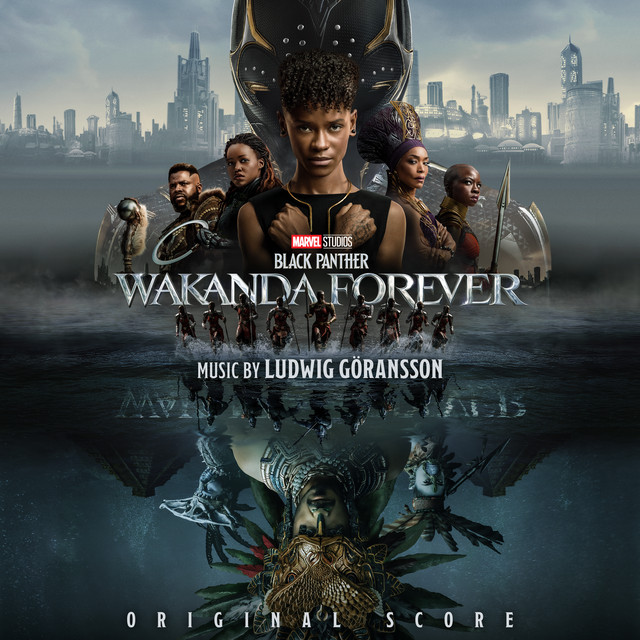 MARVEL STUDIOS
BLACK PANTHER
WAKANDA FOREVER
MUSIC BY LUDWIG GÖRANSSON
ORIGINAL SCORE